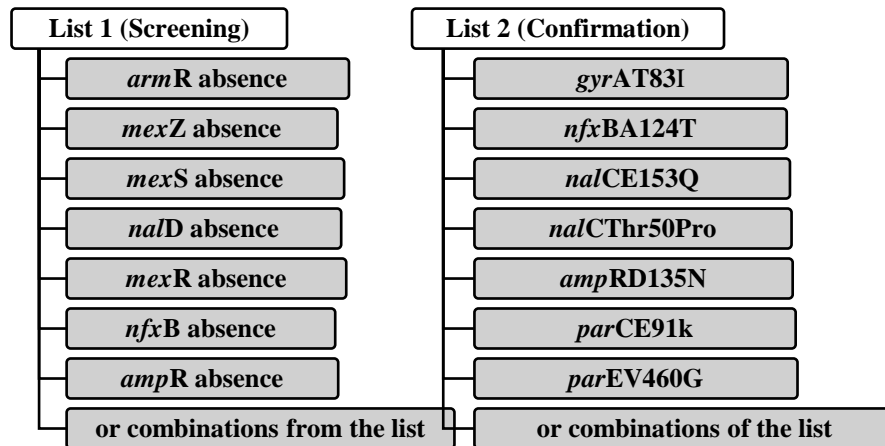 List 1 (Screening)
armR absence
mexZ absence
mexS absence
nalD absence
mexR absence
nfxB absence
ampR absence
or combinations from the list
List 2 (Confirmation)
gyrAT83I
nfxBA124T
nalCE153Q
nalCThr50Pro
ampRD135N
parCE91k
parEV460G
or combinations of the list